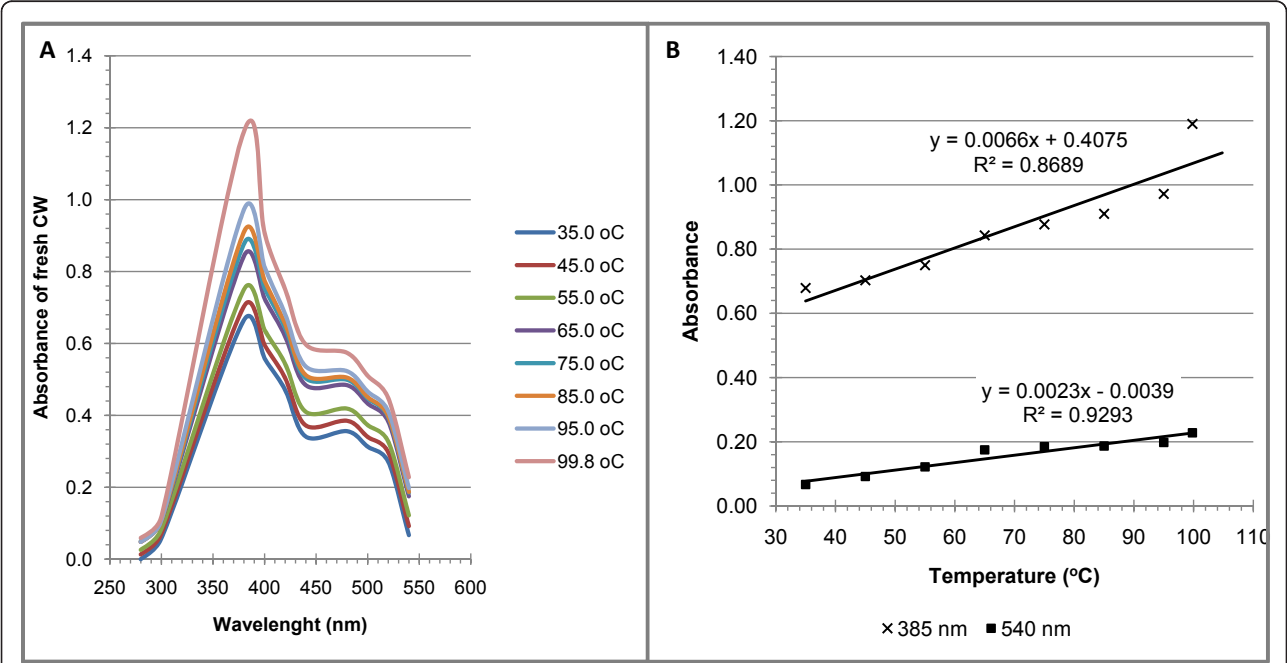 A
Absorbance of fresh CW
1.4
1.2
1.0
0.8
0.6
0.4
0.2
0.0
250 300 350 400 450 500 550 600
Wavelenght (nm)
35.0 oC
45.0 oC
55.0 oC
65.0 oC
75.0 oC
85.0 oC
95.0 oC
99.8 oC
B
Absorbance
1.40
1.20
1.00
0.80
0.60
0.40
0.20
0.00
y = 0.0066x + 0.4075
R² = 0.8689
y = 0.0023x - 0.0039
R² = 0.9293
30 40 50 60 70 80 90 100 110
Temperature (ºC)
385 nm 540 nm